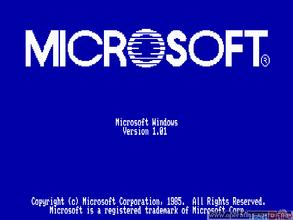 MICROSOFT®
Microsoft Windows
Version 1.01
Copyright (c) Microsoft Corporation, 1985. All Rights Reserved.
Microsoft is a registered trademark of Microsoft Corp.